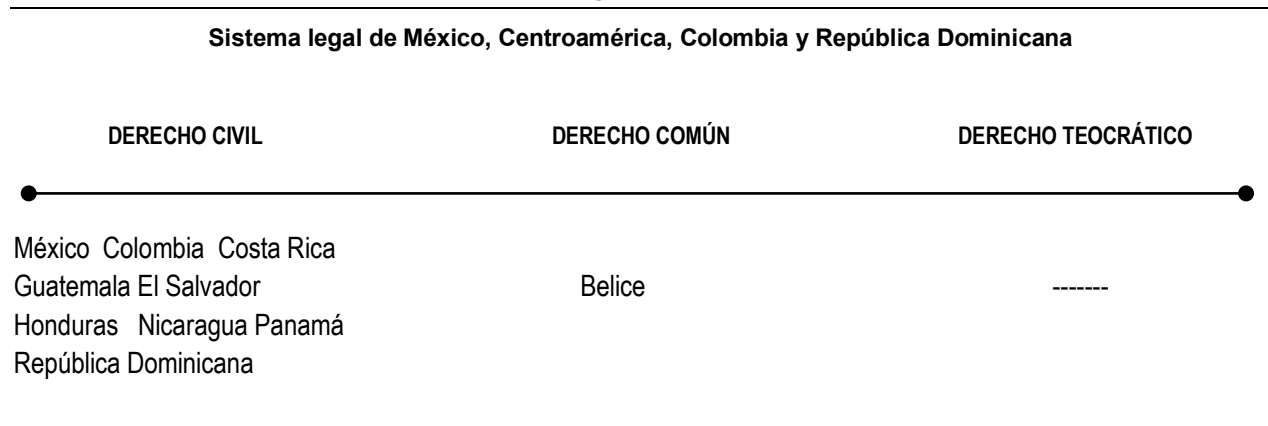 Sistema legal de México, Centroamérica, Colombia y República Dominicana
DERECHO CIVIL DERECHO COMÚN DERECHO TEOCRÁTICO
México Colombia Costa Rica
Guatemala El Salvador Belice -------
Honduras Nicaragua Panamá
República Dominicana